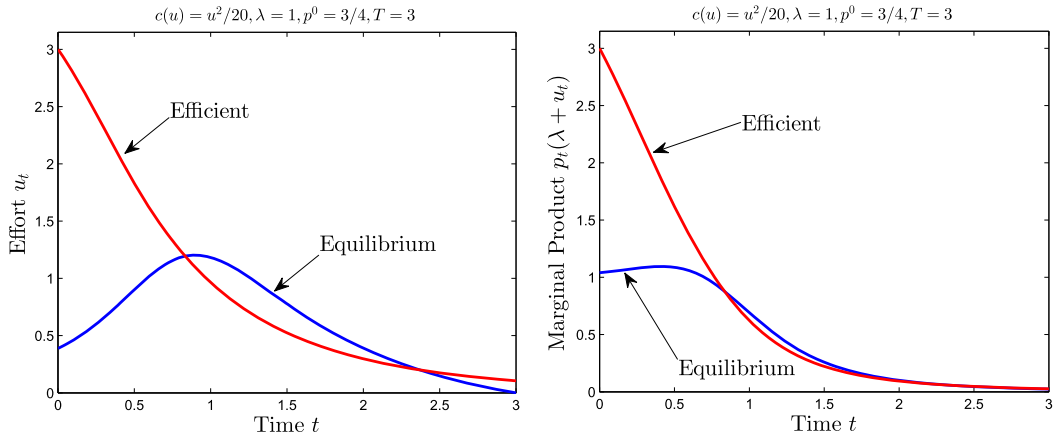 c(u) = u²/20, λ = 1, p⁰ = 3/4, T = 3
Effort uₜ
3
2.5
2
1.5
1
0.5
0
Efficient
Equilibrium
0 0.5 1 1.5 2 2.5 3
Time t
c(u) = u²/20, λ = 1, p⁰ = 3/4, T = 3
Marginal Product pₜ(λ + uₜ)
3
2.5
2
1.5
1
0.5
0
Efficient
Equilibrium
0 0.5 1 1.5 2 2.5 3
Time t